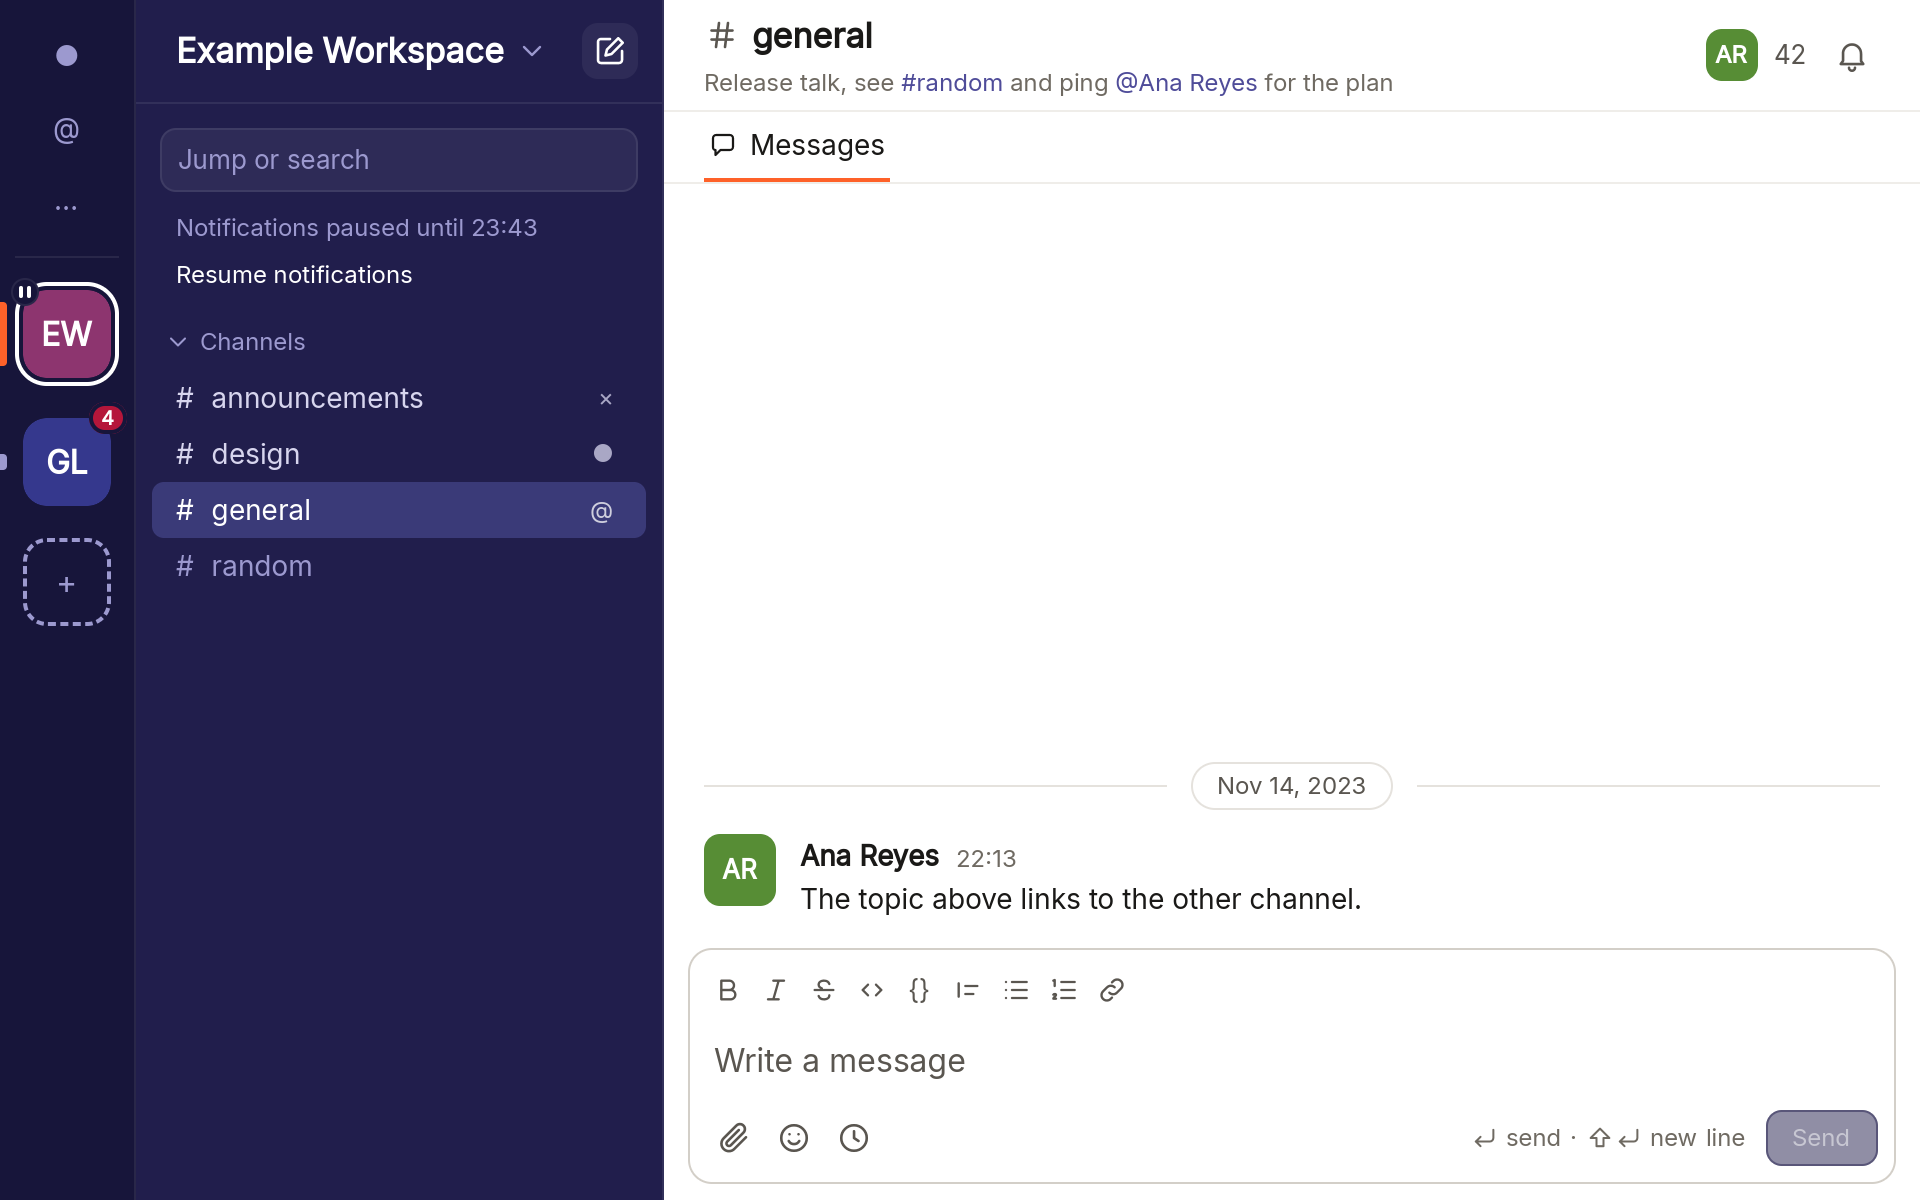 @
...
EW
4
GL
+
Example Workspace
Jump or search
Notifications paused until 23:43
Resume notifications
Channels
# announcements ×
# design
# general @
# random
# general
Release talk, see #random and ping @Ana Reyes for the plan
AR 42
Messages
Nov 14, 2023
AR
Ana Reyes 22:13
The topic above links to the other channel.
Write a message
send · new line
Send